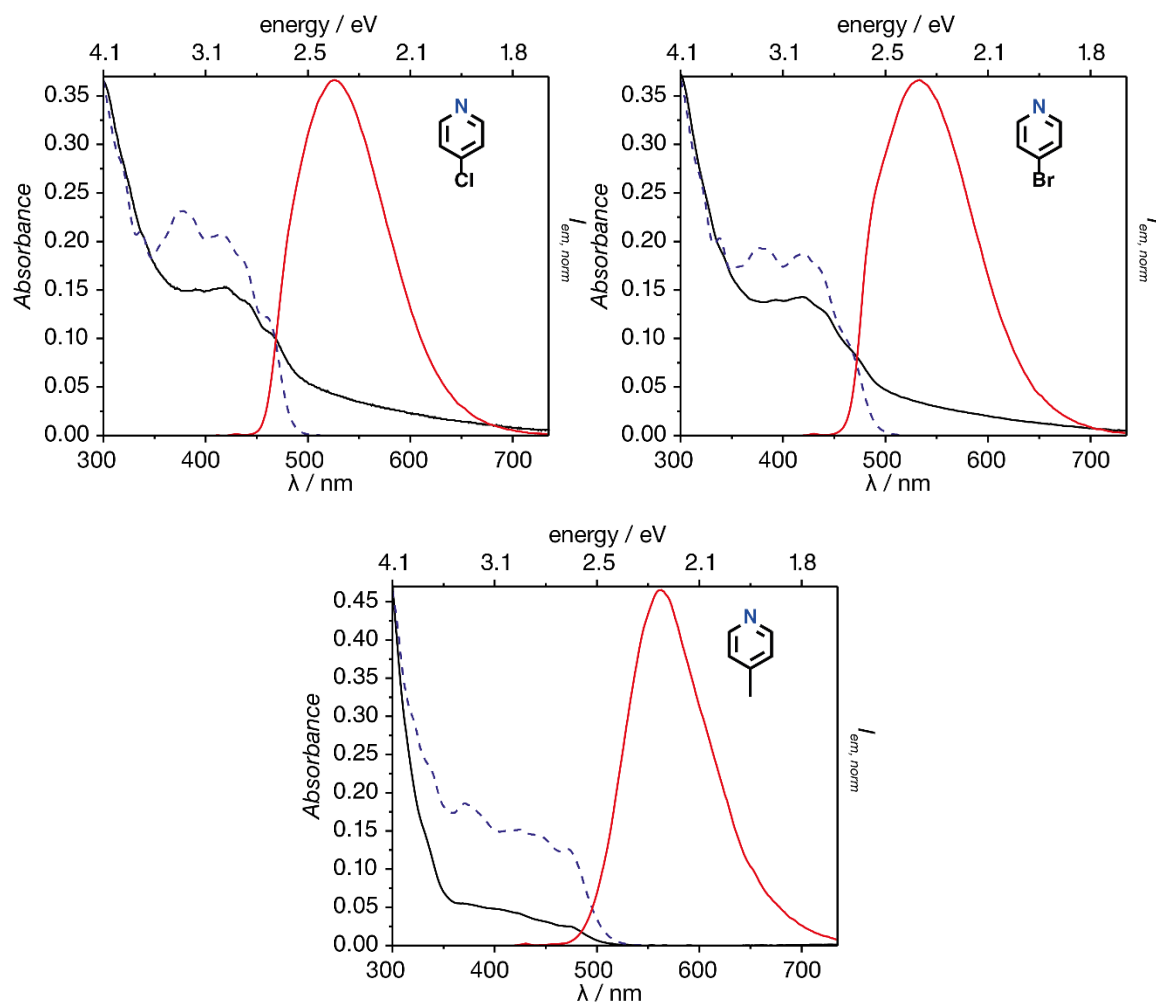 energy / eV
4.1 3.1 2.5 2.1 1.8
0.35
0.30
0.25
0.20
0.15
0.10
0.05
0.00
Absorbance
N
Cl
I em, norm
300 400 500 600 700
λ / nm
energy / eV
4.1 3.1 2.5 2.1 1.8
0.35
0.30
0.25
0.20
0.15
0.10
0.05
0.00
Absorbance
N
Br
I em, norm
300 400 500 600 700
λ / nm
energy / eV
4.1 3.1 2.5 2.1 1.8
0.45
0.40
0.35
0.30
0.25
0.20
0.15
0.10
0.05
0.00
Absorbance
N
I em, norm
300 400 500 600 700
λ / nm